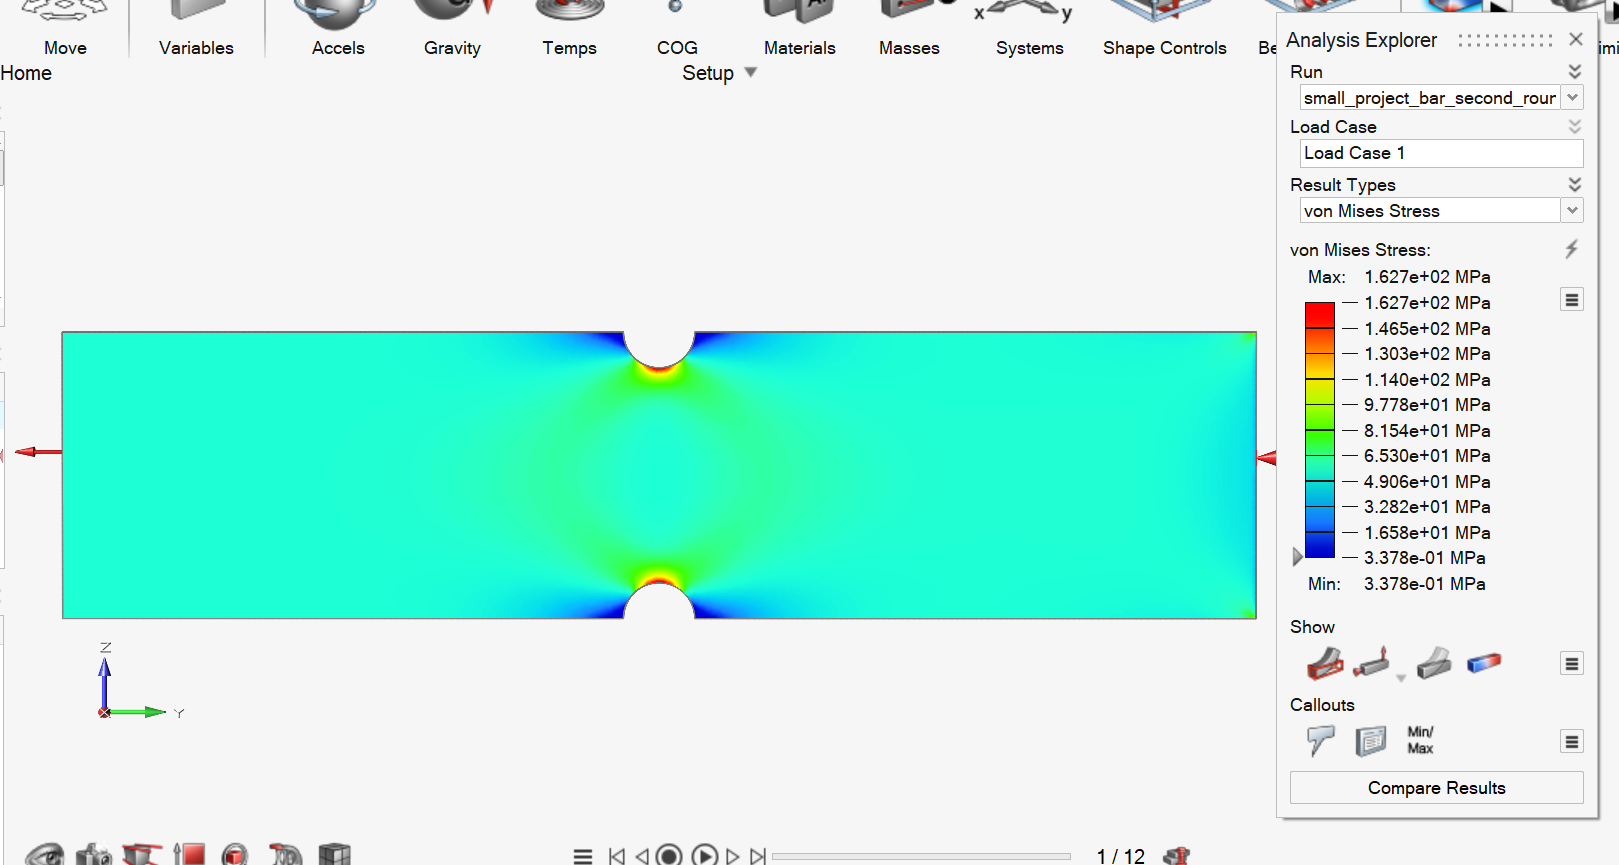 Move Variables Accels Gravity Temps COG Materials Masses Systems Shape Controls
x y
Home
Setup
Analysis Explorer
Run
small_project_bar_second_rour
Load Case
Load Case 1
Result Types
von Mises Stress
von Mises Stress:
Max: 1.627e+02 MPa
1.627e+02 MPa
1.465e+02 MPa
1.303e+02 MPa
1.140e+02 MPa
9.778e+01 MPa
8.154e+01 MPa
6.530e+01 MPa
4.906e+01 MPa
3.282e+01 MPa
1.658e+01 MPa
3.378e-01 MPa
Min: 3.378e-01 MPa
Show
Callouts
Min/
Max
Compare Results
Z
Y
1 / 12